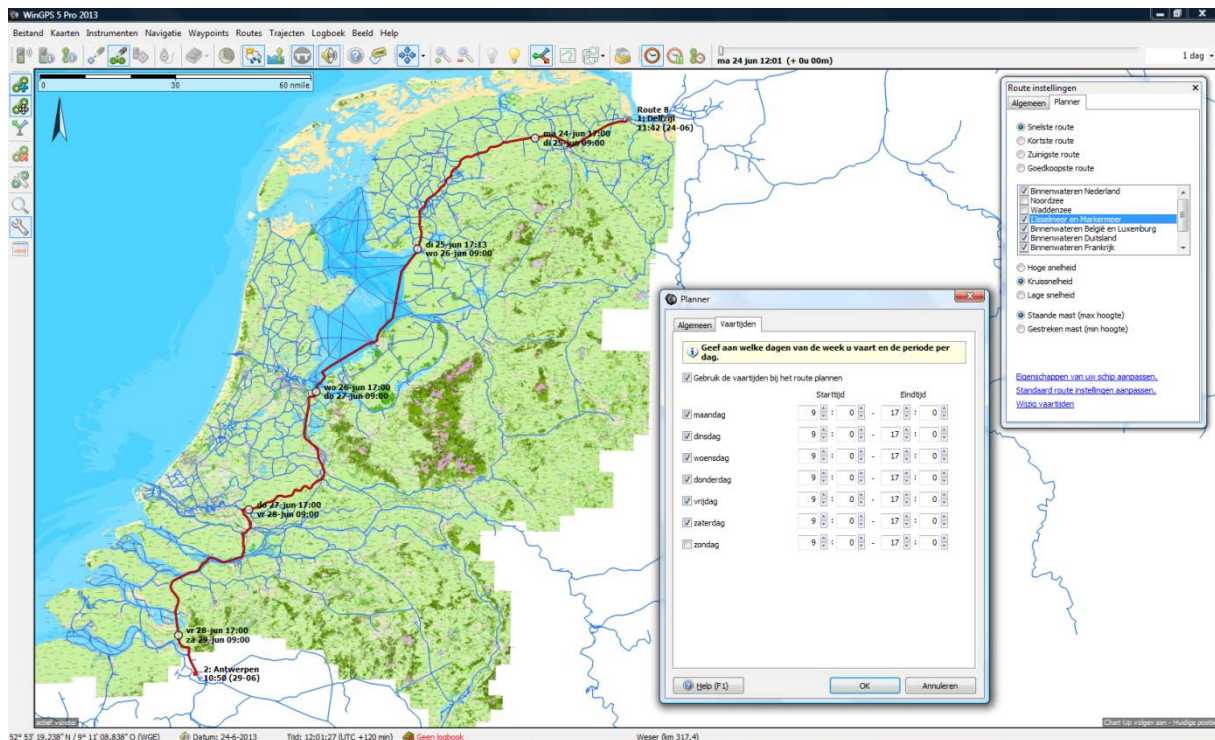 WinGPS 5 Pro 2013
Bestand Kaarten Instrumenten Navigatie Waypoints Routes Trajecten Logboek Beeld Help
ma 24 jun 12:01 (+ 0u 00m)
1 dag
0 30 60 nmile
Route 8
1: Delfzijl
11:42 (24-06)
ma 24-jun 17:00
di 25-jun 09:00
di 25-jun 17:13
wo 26-jun 09:00
wo 26-jun 17:00
do 27-jun 09:00
do 27-jun 17:00
vr 28-jun 09:00
vr 28-jun 17:00
za 29-jun 09:00
2: Antwerpen
10:50 (29-06)
Route instellingen
Algemeen Planner
Snelste route
Kortste route
Zuinigste route
Goedkoopste route
Binnenwateren Nederland
Noordzee
Waddenzee
IJsselmeer en Markermeer
Binnenwateren België en Luxemburg
Binnenwateren Duitsland
Binnenwateren Frankrijk
Hoge snelheid
Kruissnelheid
Lage snelheid
Staande mast (max hoogte)
Gestreken mast (min hoogte)
Eigenschappen van uw schip aanpassen.
Standaard route instellingen aanpassen.
Wijzig vaartijden
Planner
Algemeen Vaartijden
Geef aan welke dagen van de week u vaart en de periode per
dag.
Gebruik de vaartijden bij het route plannen
Starttijd Eindtijd
maandag 9 : 0 - 17 : 0
dinsdag 9 : 0 - 17 : 0
woensdag 9 : 0 - 17 : 0
donderdag 9 : 0 - 17 : 0
vrijdag 9 : 0 - 17 : 0
zaterdag 9 : 0 - 17 : 0
zondag 9 : 0 - 17 : 0
Help (F1) OK Annuleren
actief venster
Chart Up volgen aan - Huidige positie
52° 53' 19.238" N / 9° 11' 08.838" O (WGE) Datum: 24-6-2013 Tijd: 12:01:27 (UTC +120 min) Geen logboek Weser (km 317.4)